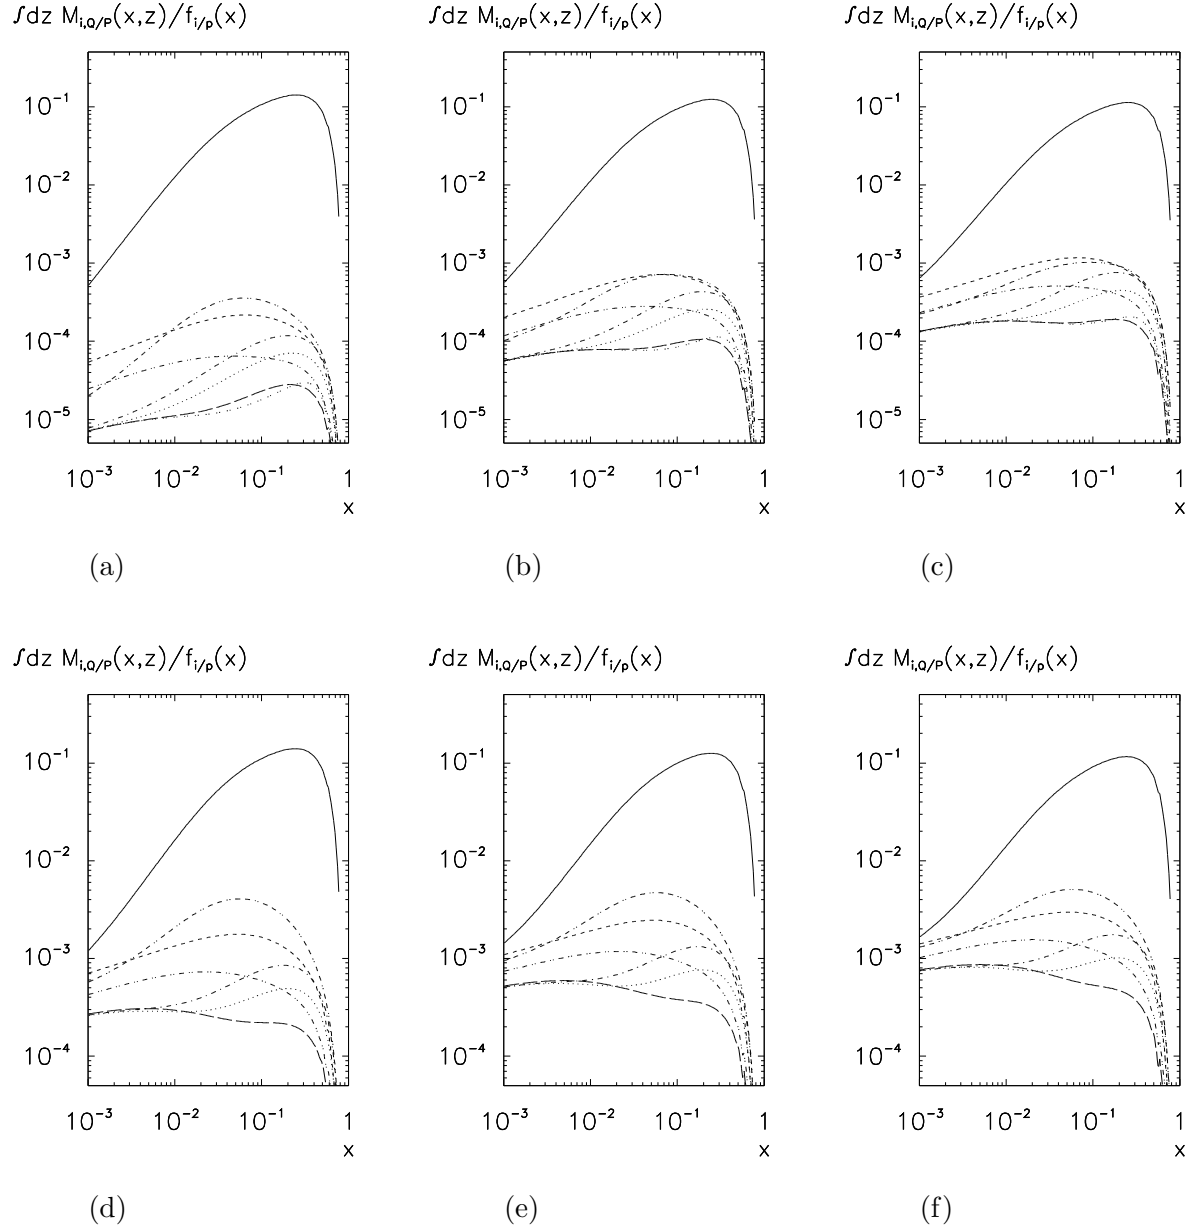 ∫dz M_{i,Q/P}(x,z)/f_{i/p}(x) ∫dz M_{i,Q/P}(x,z)/f_{i/p}(x) ∫dz M_{i,Q/P}(x,z)/f_{i/p}(x)
10⁻¹ 10⁻¹ 10⁻¹
10⁻² 10⁻² 10⁻²
10⁻³ 10⁻³ 10⁻³
10⁻⁴ 10⁻⁴ 10⁻⁴
10⁻⁵ 10⁻⁵ 10⁻⁵
10⁻³ 10⁻² 10⁻¹ 1 10⁻³ 10⁻² 10⁻¹ 1 10⁻³ 10⁻² 10⁻¹ 1
x x x
(a) (b) (c)
∫dz M_{i,Q/P}(x,z)/f_{i/p}(x) ∫dz M_{i,Q/P}(x,z)/f_{i/p}(x) ∫dz M_{i,Q/P}(x,z)/f_{i/p}(x)
10⁻¹ 10⁻¹ 10⁻¹
10⁻² 10⁻² 10⁻²
10⁻³ 10⁻³ 10⁻³
10⁻⁴ 10⁻⁴ 10⁻⁴
10⁻³ 10⁻² 10⁻¹ 1 10⁻³ 10⁻² 10⁻¹ 1 10⁻³ 10⁻² 10⁻¹ 1
x x x
(d) (e) (f)